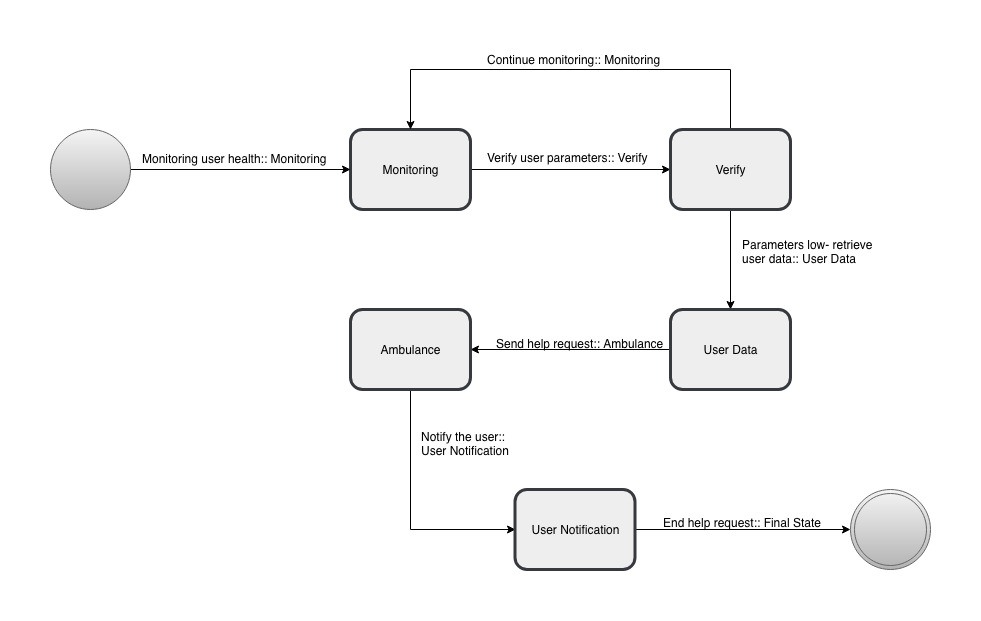 Continue monitoring:: Monitoring
Monitoring user health:: Monitoring
Monitoring
Verify user parameters:: Verify
Verify
Parameters low- retrieve
user data:: User Data
Ambulance
Send help request:: Ambulance
User Data
Notify the user::
User Notification
User Notification
End help request:: Final State